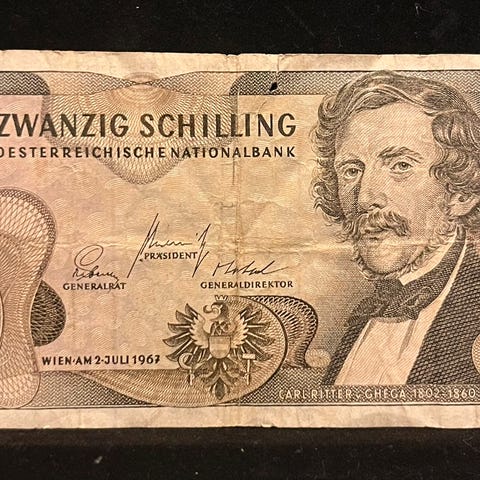 ZWANZIG SCHILLING
OESTERREICHISCHE NATIONALBANK
PRÄSIDENT
GENERALRAT
GENERALDIREKTOR
WIEN·AM 2·JULI 1967
CARL RITTER v. GHEGA 1802-1860